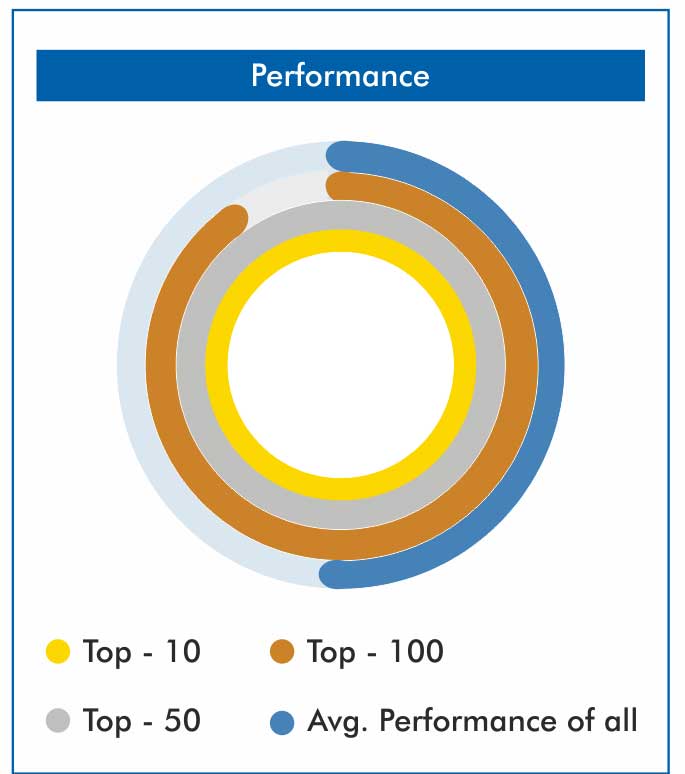 Performance
Top - 10
Top - 100
Top - 50
Avg. Performance of all